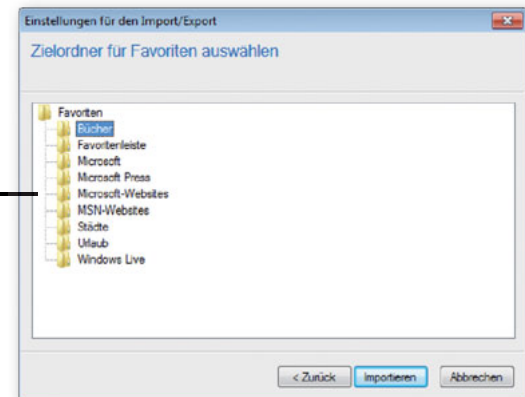 Einstellungen für den Import/Export
Zielordner für Favoriten auswählen
Favoriten
Bücher
Favoritenleiste
Microsoft
Microsoft Press
Microsoft-Websites
MSN-Websites
Städte
Urlaub
Windows Live
< Zurück Importieren Abbrechen